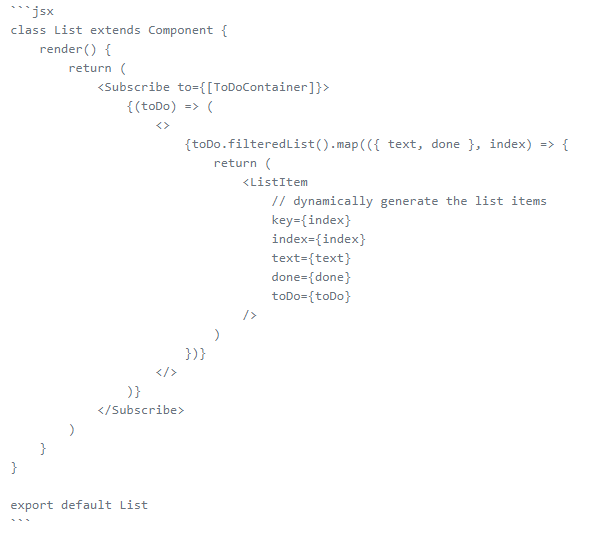 ```jsx
class List extends Component {
    render() {
        return (
            <Subscribe to={[ToDoContainer]}>
                {(toDo) => (
                    <>
                        {toDo.filteredList().map(({ text, done }, index) => {
                            return (
                                <ListItem
                                    // dynamically generate the list items
                                    key={index}
                                    index={index}
                                    text={text}
                                    done={done}
                                    toDo={toDo}
                                />
                            )
                        })}
                    </>
                )}
            </Subscribe>
        )
    }
}

export default List
```